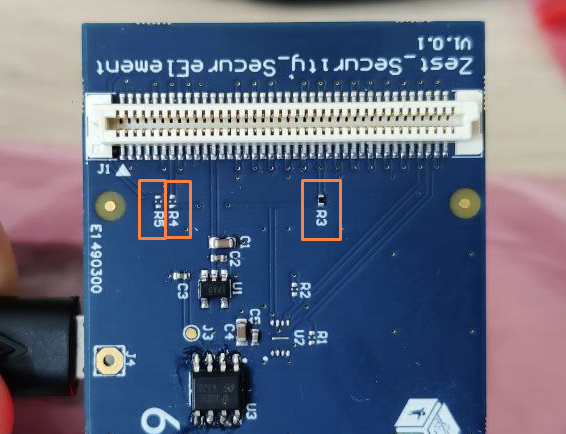 V1.0.1
Zest_Security_SecureElement
J1
R5
R4
R3
E1490300
C1
C2
C3
U1
R2
J3
C4
C5
U2
R1
J4
U3
6